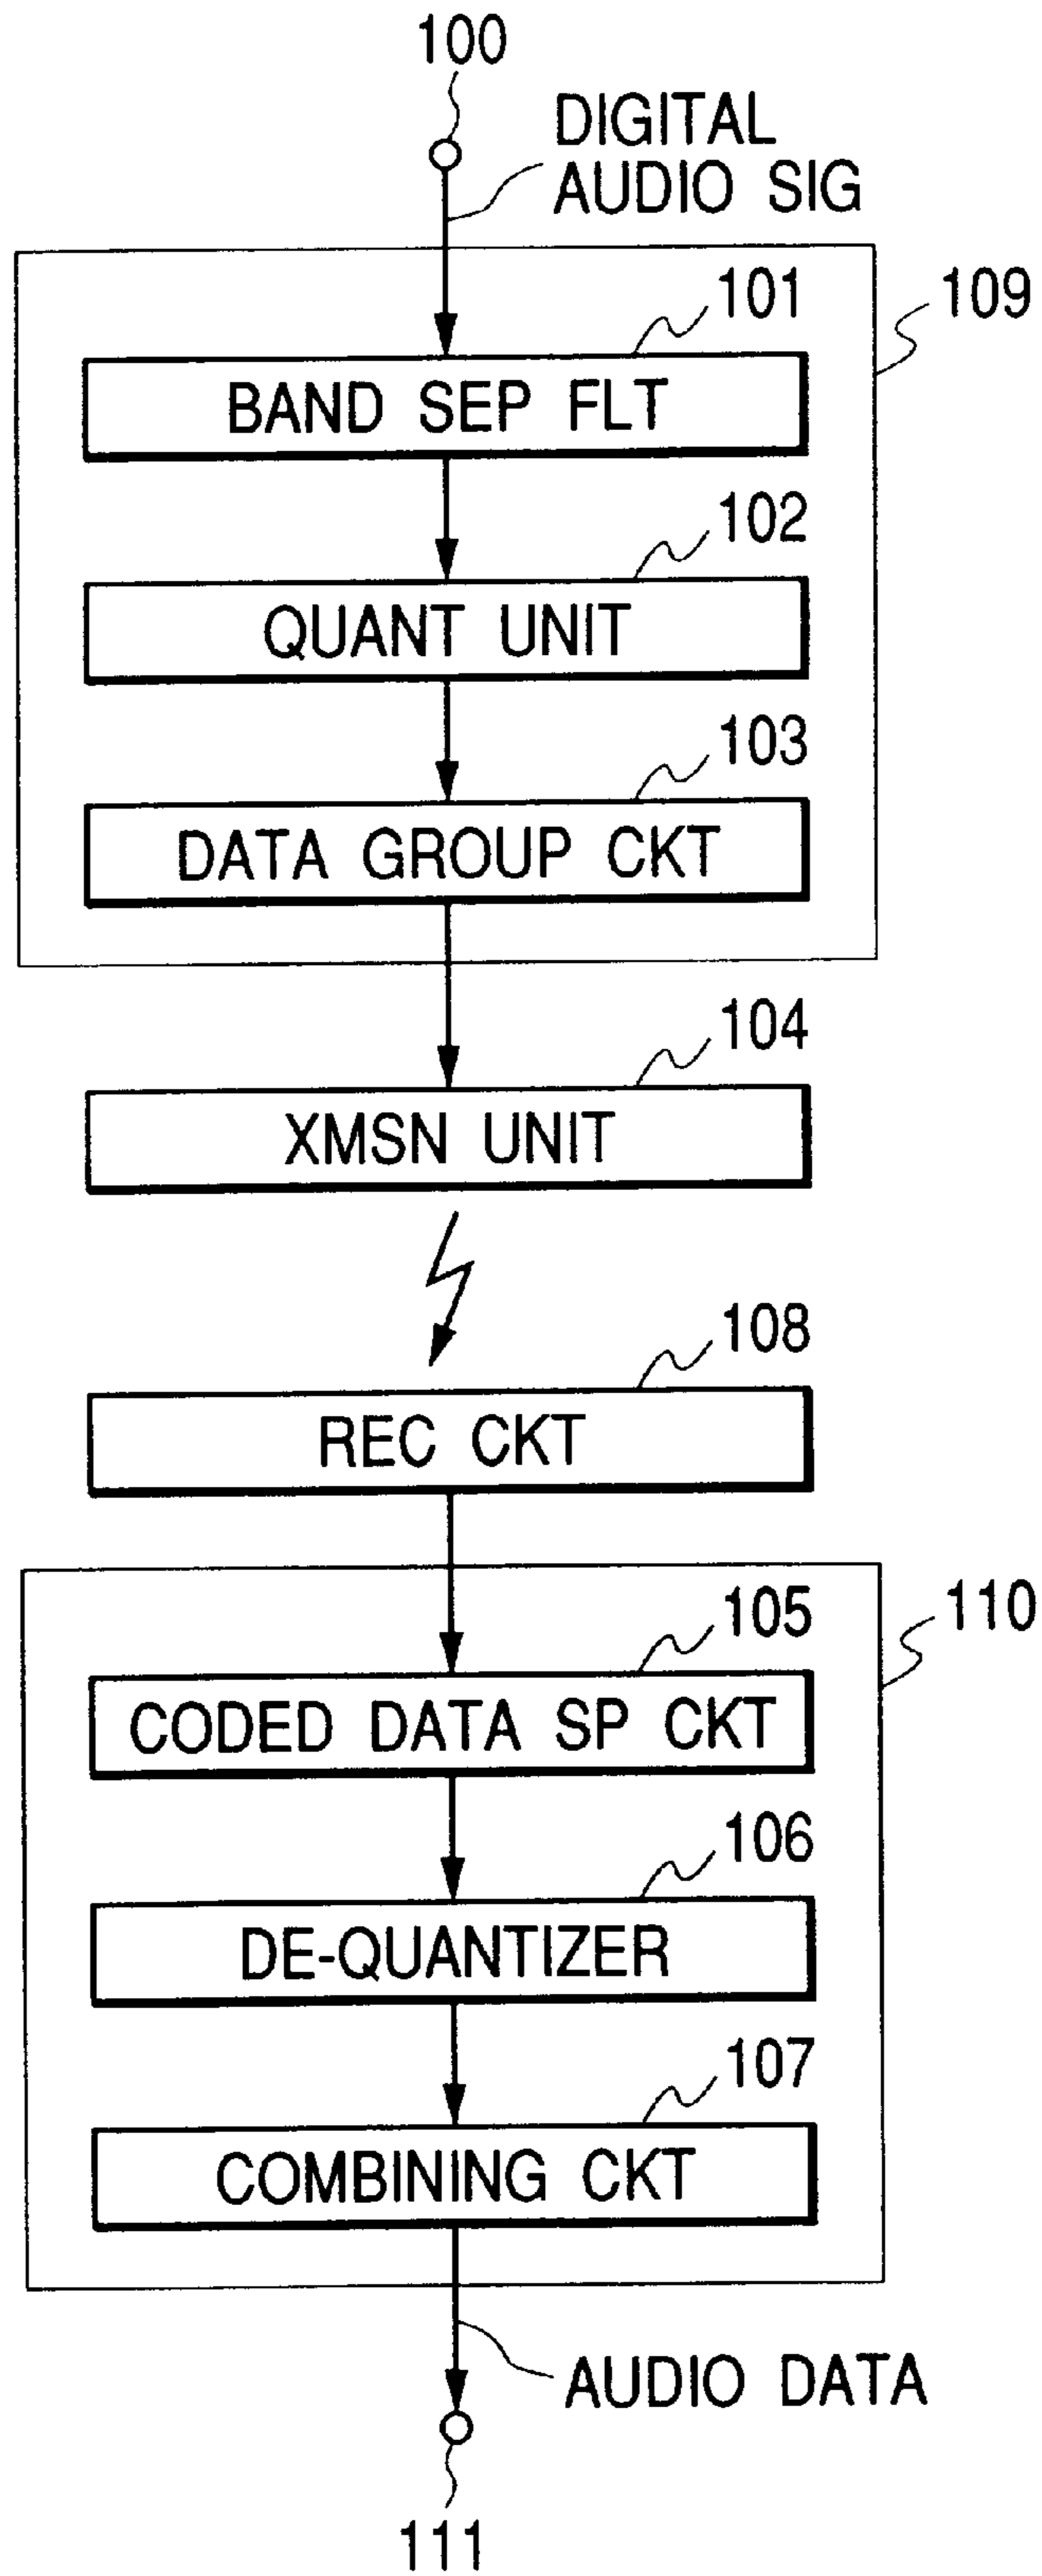 100
DIGITAL
AUDIO SIG
101
109
BAND SEP FLT
102
QUANT UNIT
103
DATA GROUP CKT
104
XMSN UNIT
108
REC CKT
105
110
CODED DATA SP CKT
106
DE-QUANTIZER
107
COMBINING CKT
AUDIO DATA
111